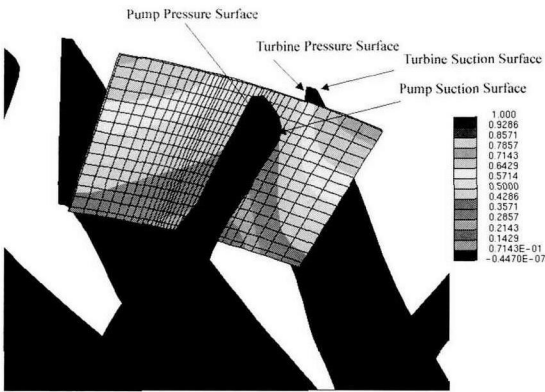 Pump Pressure Surface
Turbine Pressure Surface
Turbine Suction Surface
Pump Suction Surface
1.000
0.9286
0.8571
0.7857
0.7143
0.6429
0.5714
0.5000
0.4286
0.3571
0.2857
0.2143
0.1429
0.7143E-01
-0.4470E-07